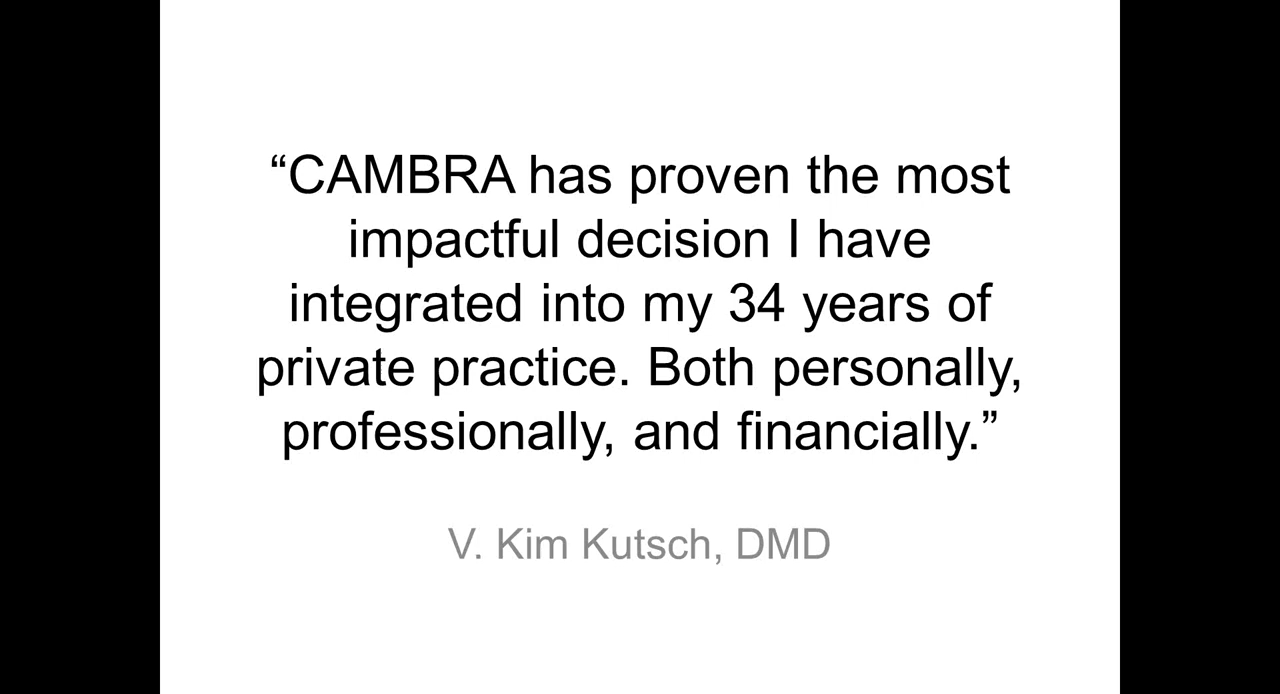 “CAMBRA has proven the most
impactful decision I have
integrated into my 34 years of
private practice. Both personally,
professionally, and financially.”
V. Kim Kutsch, DMD